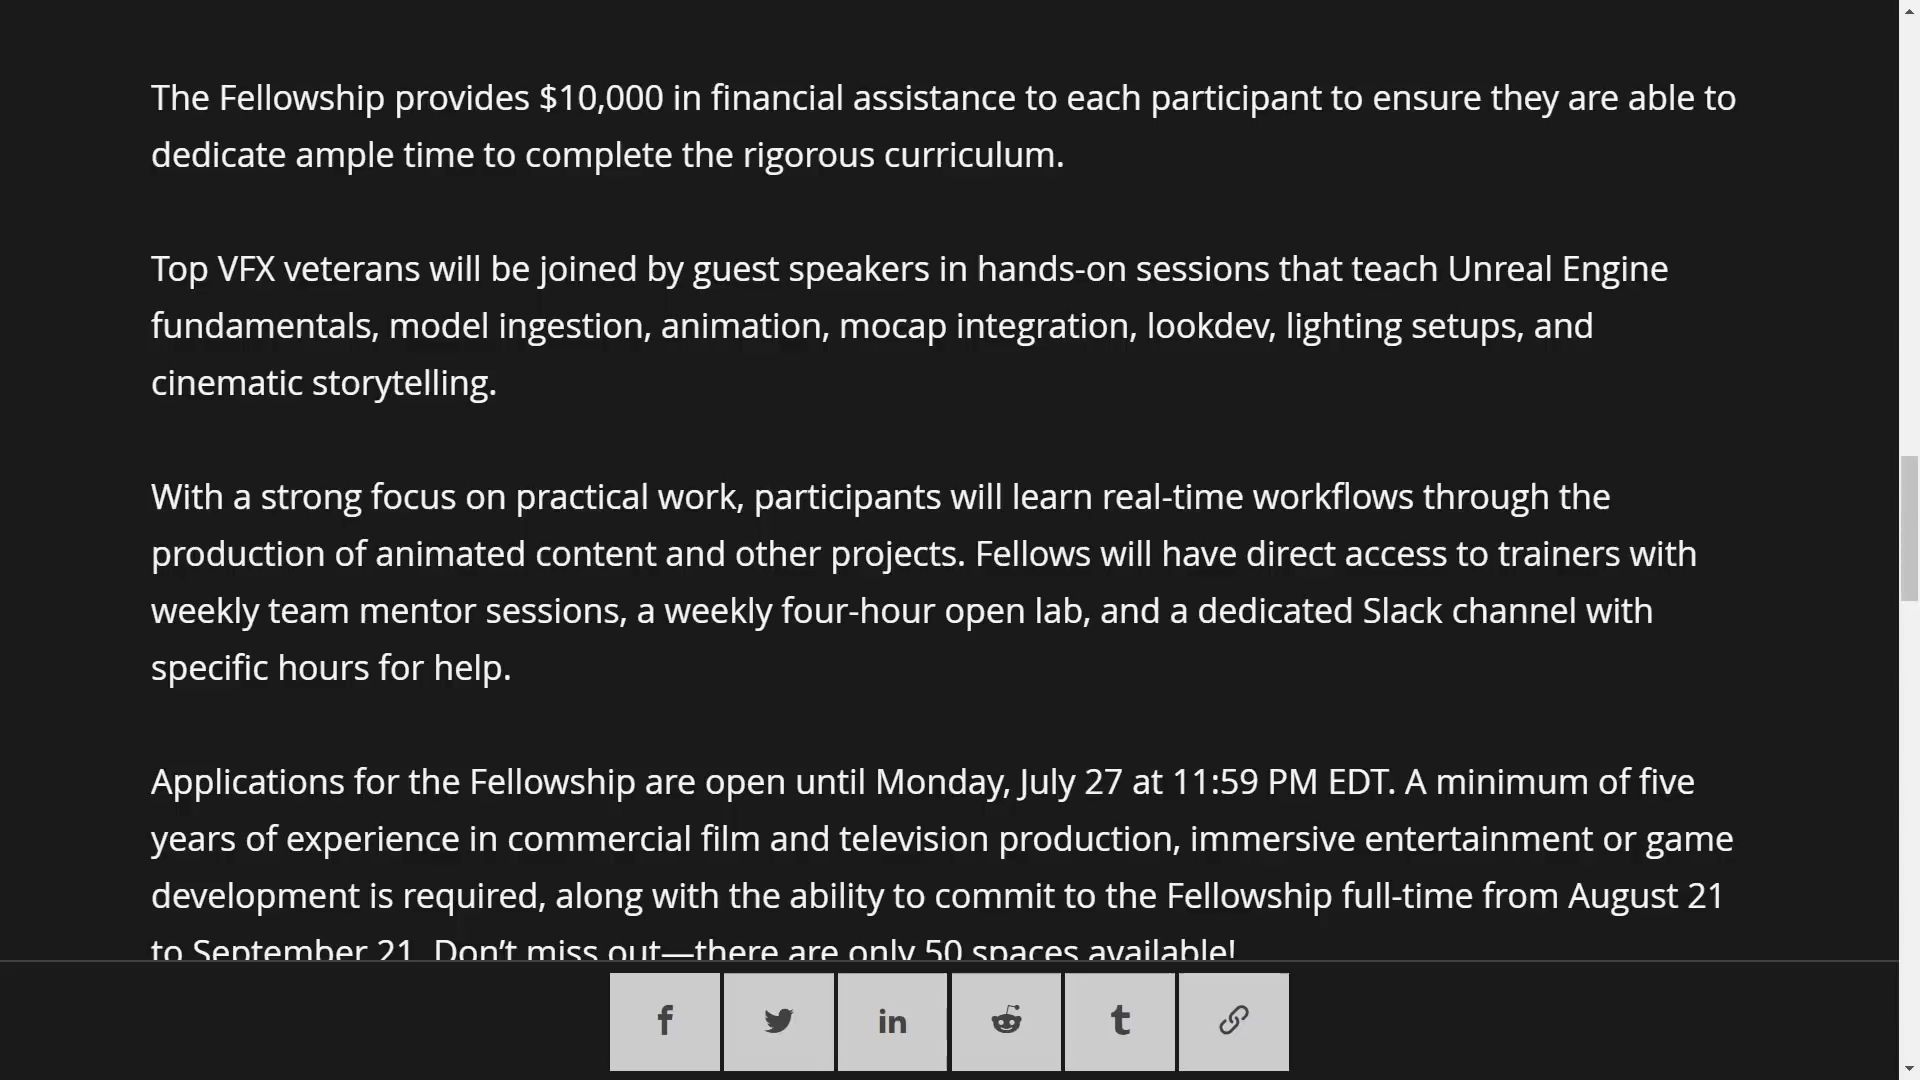 The Fellowship provides $10,000 in financial assistance to each participant to ensure they are able to
dedicate ample time to complete the rigorous curriculum.
Top VFX veterans will be joined by guest speakers in hands-on sessions that teach Unreal Engine
fundamentals, model ingestion, animation, mocap integration, lookdev, lighting setups, and
cinematic storytelling.
With a strong focus on practical work, participants will learn real-time workflows through the
production of animated content and other projects. Fellows will have direct access to trainers with
weekly team mentor sessions, a weekly four-hour open lab, and a dedicated Slack channel with
specific hours for help.
Applications for the Fellowship are open until Monday, July 27 at 11:59 PM EDT. A minimum of five
years of experience in commercial film and television production, immersive entertainment or game
development is required, along with the ability to commit to the Fellowship full-time from August 21
to September 21. Don’t miss out—there are only 50 spaces available!